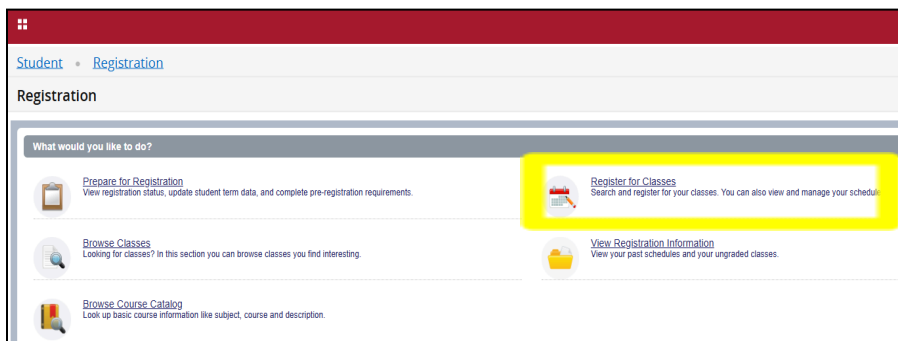 Student • Registration
Registration
What would you like to do?
Prepare for Registration
View registration status, update student term data, and complete pre-registration requirements.
Register for Classes
Search and register for your classes. You can also view and manage your schedule
Browse Classes
Looking for classes? In this section you can browse classes you find interesting.
View Registration Information
View your past schedules and your ungraded classes.
Browse Course Catalog
Look up basic course information like subject, course and description.